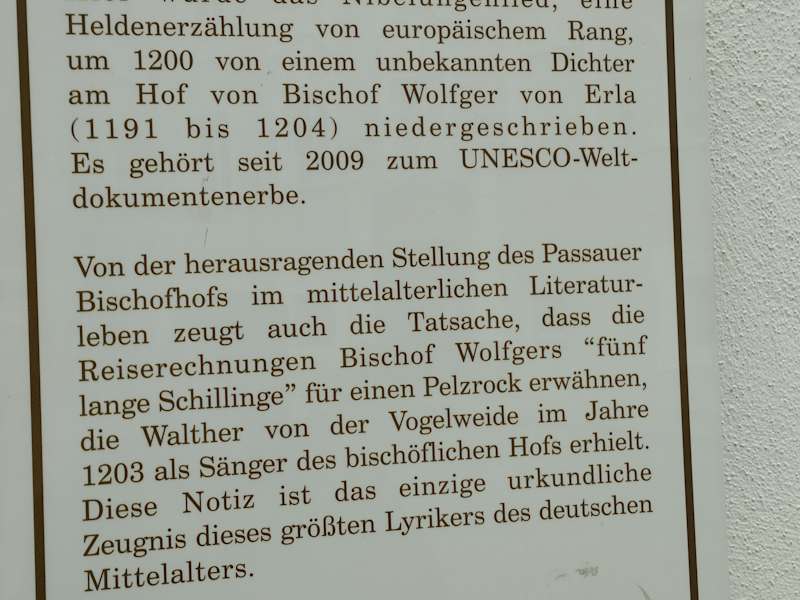 wurde das Nibelungenlied, eine
Heldenerzählung von europäischem Rang,
um 1200 von einem unbekannten Dichter
am Hof von Bischof Wolfger von Erla
(1191 bis 1204) niedergeschrieben.
Es gehört seit 2009 zum UNESCO-Welt-
dokumentenerbe.
Von der herausragenden Stellung des Passauer
Bischofhofs im mittelalterlichen Literatur-
leben zeugt auch die Tatsache, dass die
Reiserechnungen Bischof Wolfgers “fünf
lange Schillinge” für einen Pelzrock erwähnen,
die Walther von der Vogelweide im Jahre
1203 als Sänger des bischöflichen Hofs erhielt.
Diese Notiz ist das einzige urkundliche
Zeugnis dieses größten Lyrikers des deutschen
Mittelalters.